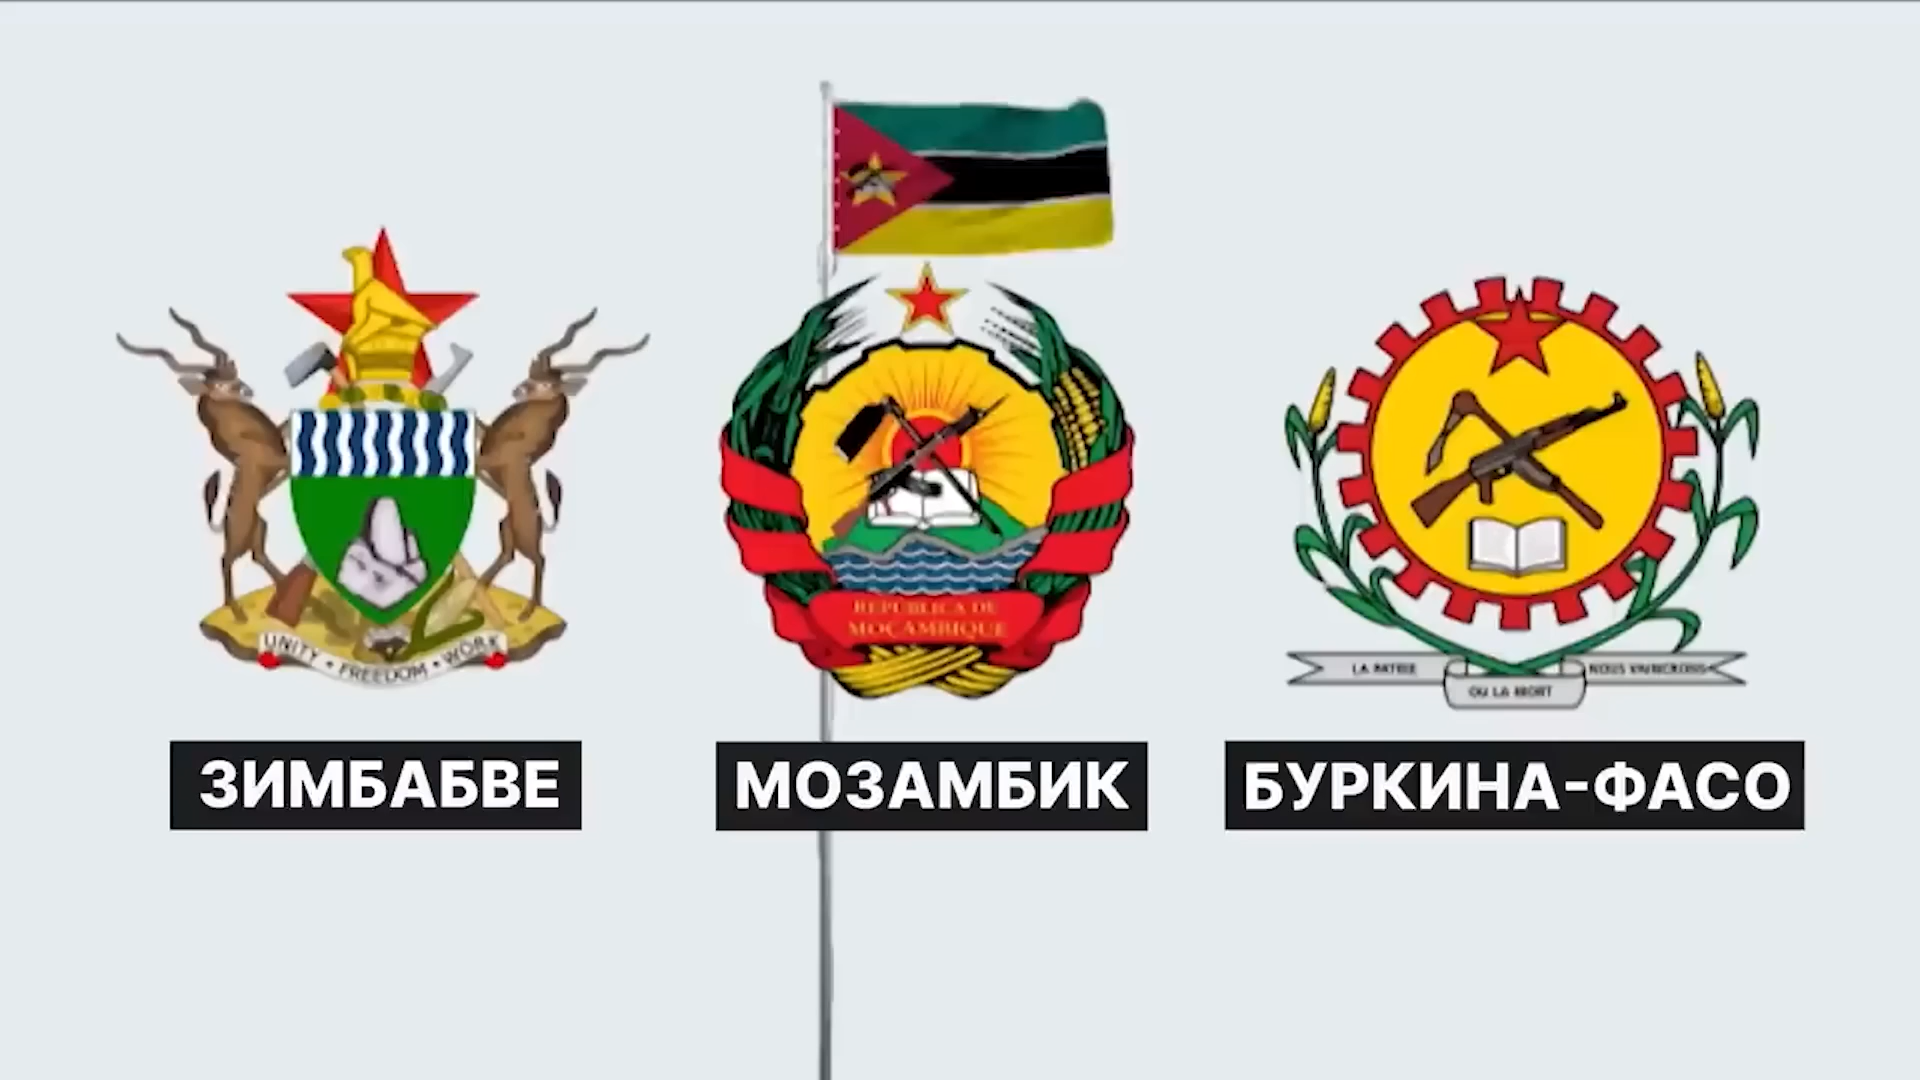 UNITY • FREEDOM • WORK
REPÚBLICA DE
MOÇAMBIQUE
LA PATRIE
OU LA MORT
NOUS VAINCRONS
ЗИМБАБВЕ
МОЗАМБИК
БУРКИНА-ФАСО